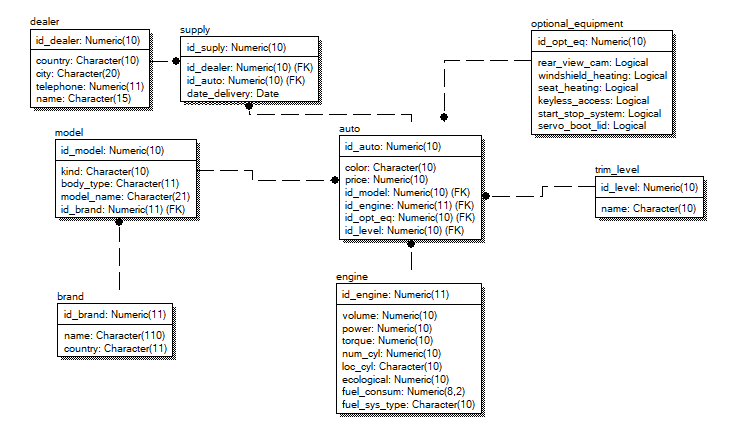 dealer
id_dealer: Numeric(10)
country: Character(10)
city: Character(20)
telephone: Numeric(11)
name: Character(15)
supply
id_suply: Numeric(10)
id_dealer: Numeric(10) (FK)
id_auto: Numeric(10) (FK)
date_delivery: Date
optional_equipment
id_opt_eq: Numeric(10)
rear_view_cam: Logical
windshield_heating: Logical
seat_heating: Logical
keyless_access: Logical
start_stop_system: Logical
servo_boot_lid: Logical
model
id_model: Numeric(10)
kind: Character(10)
body_type: Character(11)
model_name: Character(21)
id_brand: Numeric(11) (FK)
auto
id_auto: Numeric(10)
color: Character(10)
price: Numeric(10)
id_model: Numeric(10) (FK)
id_engine: Numeric(11) (FK)
id_opt_eq: Numeric(10) (FK)
id_level: Numeric(10) (FK)
trim_level
id_level: Numeric(10)
name: Character(10)
brand
id_brand: Numeric(11)
name: Character(110)
country: Character(11)
engine
id_engine: Numeric(11)
volume: Numeric(10)
power: Numeric(10)
torque: Numeric(10)
num_cyl: Numeric(10)
loc_cyl: Character(10)
ecological: Numeric(10)
fuel_consum: Numeric(8,2)
fuel_sys_type: Character(10)